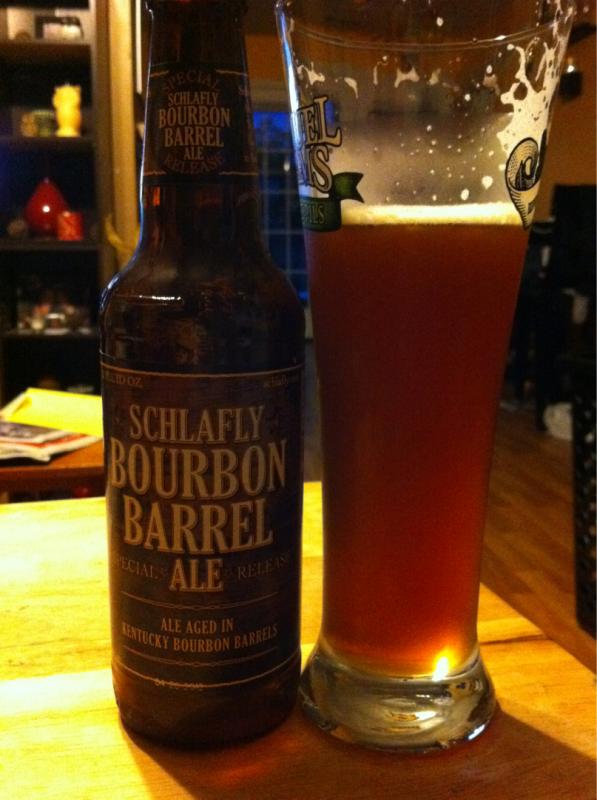 SPECIAL
SCHLAFLY
BOURBON
BARREL
ALE
RELEASE
SCHLAFLY
BOURBON
BARREL
SPECIAL ALE RELEASE
ALE AGED IN
KENTUCKY BOURBON BARRELS